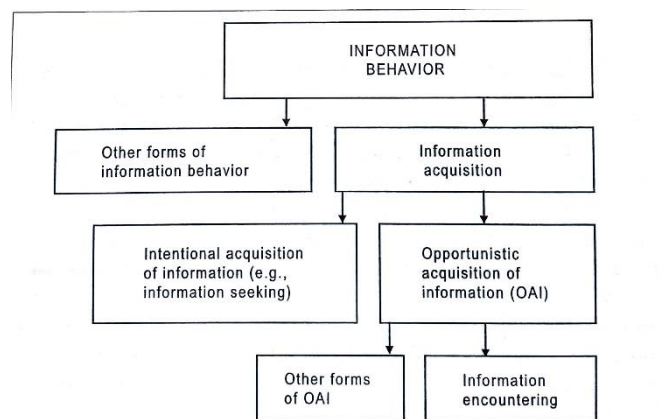 INFORMATION
BEHAVIOR
Other forms of
information behavior
Information
acquisition
Intentional acquisition
of information (e.g.,
information seeking)
Opportunistic
acquisition of
information (OAI)
Other forms
of OAI
Information
encountering